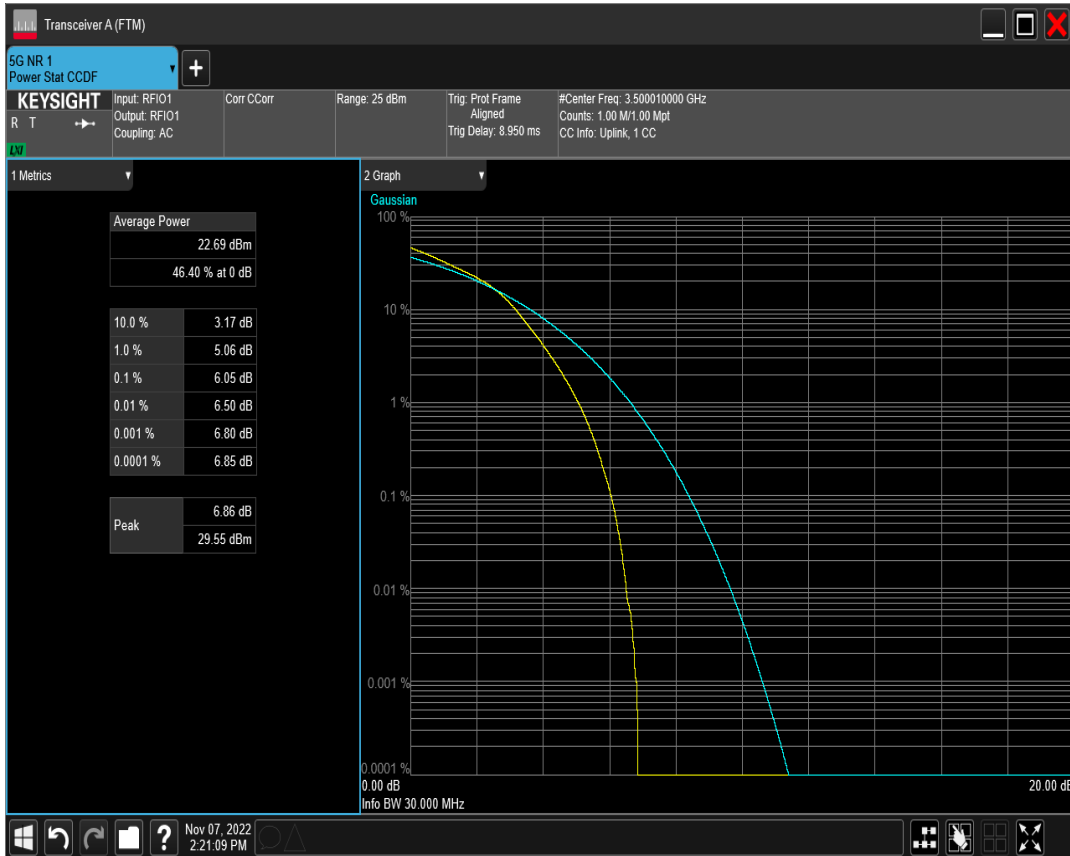 Transceiver A (FTM)
5G NR 1
Power Stat CCDF
+
KEYSIGHT
R T
LXI
Input: RFIO1
Output: RFIO1
Coupling: AC
Corr CCorr
Range: 25 dBm
Trig: Prot Frame
Aligned
Trig Delay: 8.950 ms
#Center Freq: 3.500010000 GHz
Counts: 1.00 M/1.00 Mpt
CC Info: Uplink, 1 CC
1 Metrics
Average Power
22.69 dBm
46.40 % at 0 dB
10.0 % 3.17 dB
1.0 % 5.06 dB
0.1 % 6.05 dB
0.01 % 6.50 dB
0.001 % 6.80 dB
0.0001 % 6.85 dB
Peak
6.86 dB
29.55 dBm
2 Graph
Gaussian
100 %
10 %
1 %
0.1 %
0.01 %
0.001 %
0.0001 %
0.00 dB 20.00 dB
Info BW 30.000 MHz
?
Nov 07, 2022
2:21:09 PM